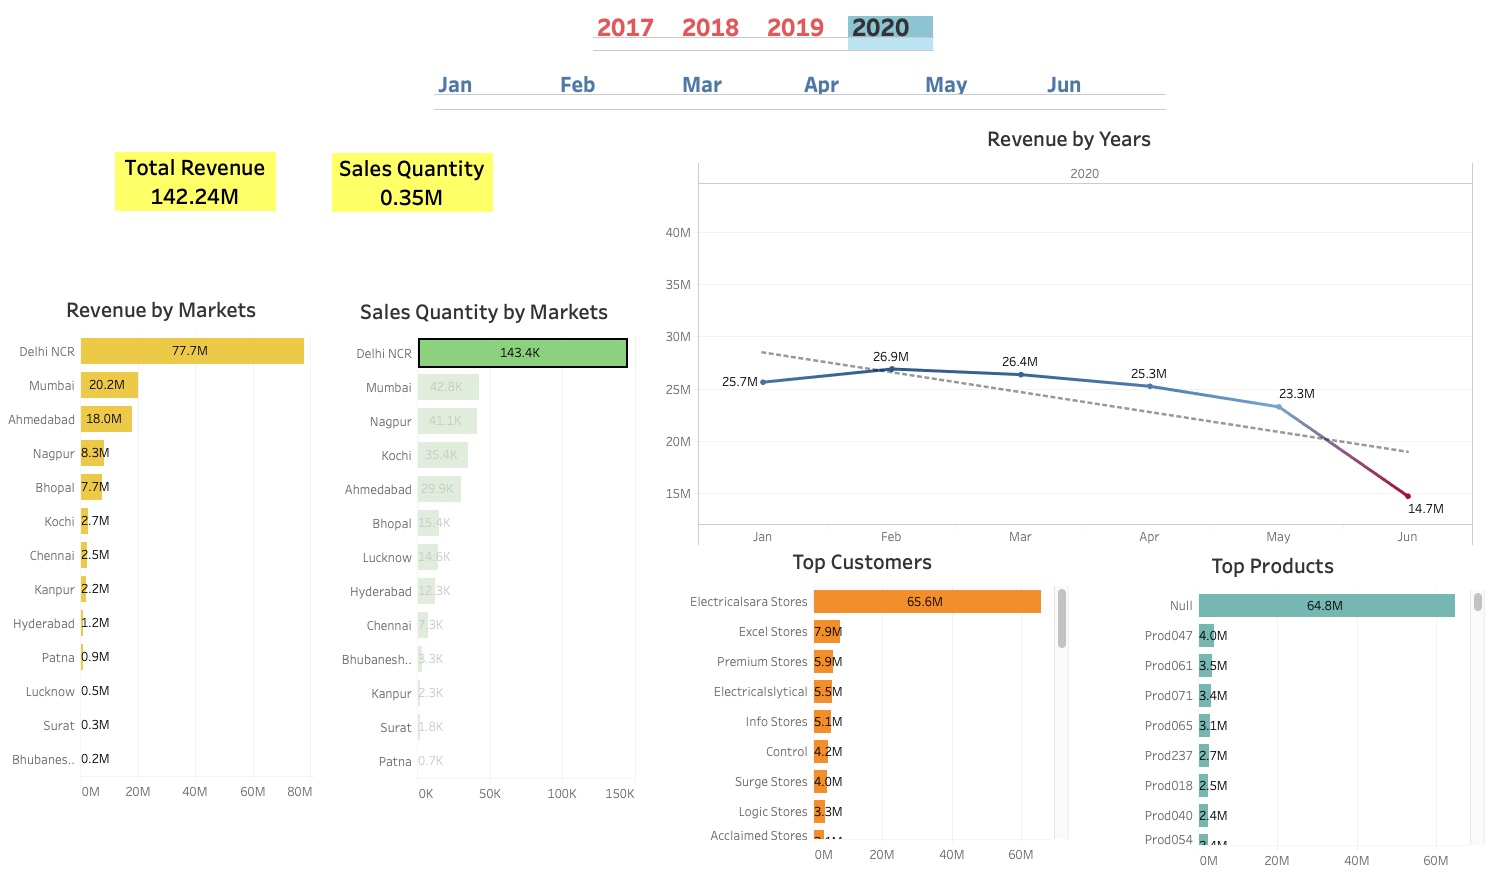 2017 2018 2019 2020
Jan Feb Mar Apr May Jun
Total Revenue
142.24M
Sales Quantity
0.35M
Revenue by Markets
Delhi NCR 77.7M
Mumbai 20.2M
Ahmedabad 18.0M
Nagpur 8.3M
Bhopal 7.7M
Kochi 2.7M
Chennai 2.5M
Kanpur 2.2M
Hyderabad 1.2M
Patna 0.9M
Lucknow 0.5M
Surat 0.3M
Bhubanes.. 0.2M
0M 20M 40M 60M 80M
Sales Quantity by Markets
Delhi NCR 143.4K
Mumbai 42.8K
Nagpur 41.1K
Kochi 35.4K
Ahmedabad 29.9K
Bhopal 15.4K
Lucknow 14.6K
Hyderabad 12.3K
Chennai 7.3K
Bhubanesh.. 3.3K
Kanpur 2.3K
Surat 1.8K
Patna 0.7K
0K 50K 100K 150K
Revenue by Years
2020
40M
35M
30M
25M
20M
15M
25.7M 26.9M 26.4M 25.3M 23.3M 14.7M
Jan Feb Mar Apr May Jun
Top Customers
Electricalsara Stores 65.6M
Excel Stores 7.9M
Premium Stores 5.9M
Electricalslytical 5.5M
Info Stores 5.1M
Control 4.2M
Surge Stores 4.0M
Logic Stores 3.3M
Acclaimed Stores
0M 20M 40M 60M
Top Products
Null 64.8M
Prod047 4.0M
Prod061 3.5M
Prod071 3.4M
Prod065 3.1M
Prod237 2.7M
Prod018 2.5M
Prod040 2.4M
Prod054
0M 20M 40M 60M